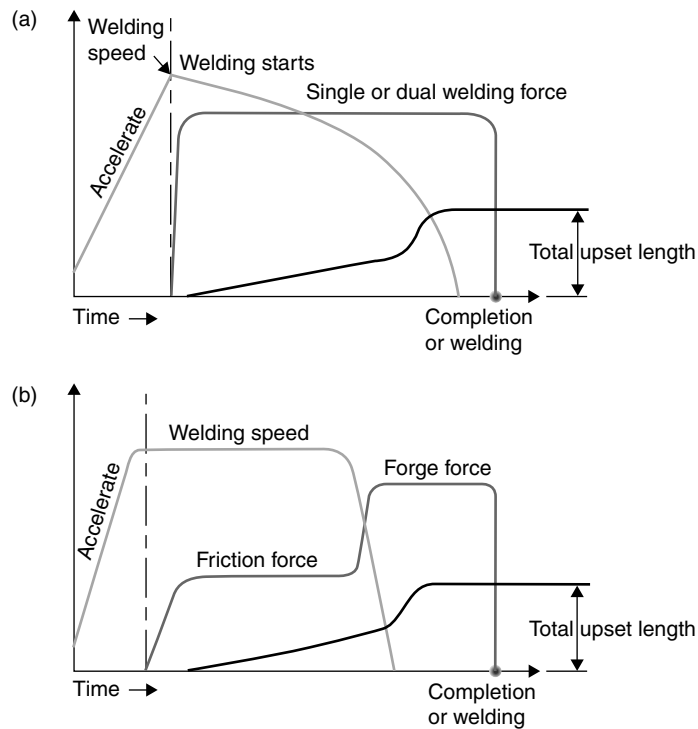 (a)
Welding
speed
Welding starts
Single or dual welding force
Accelerate
Total upset length
Time
Completion
or welding
(b)
Welding speed
Forge force
Accelerate
Friction force
Total upset length
Time
Completion
or welding